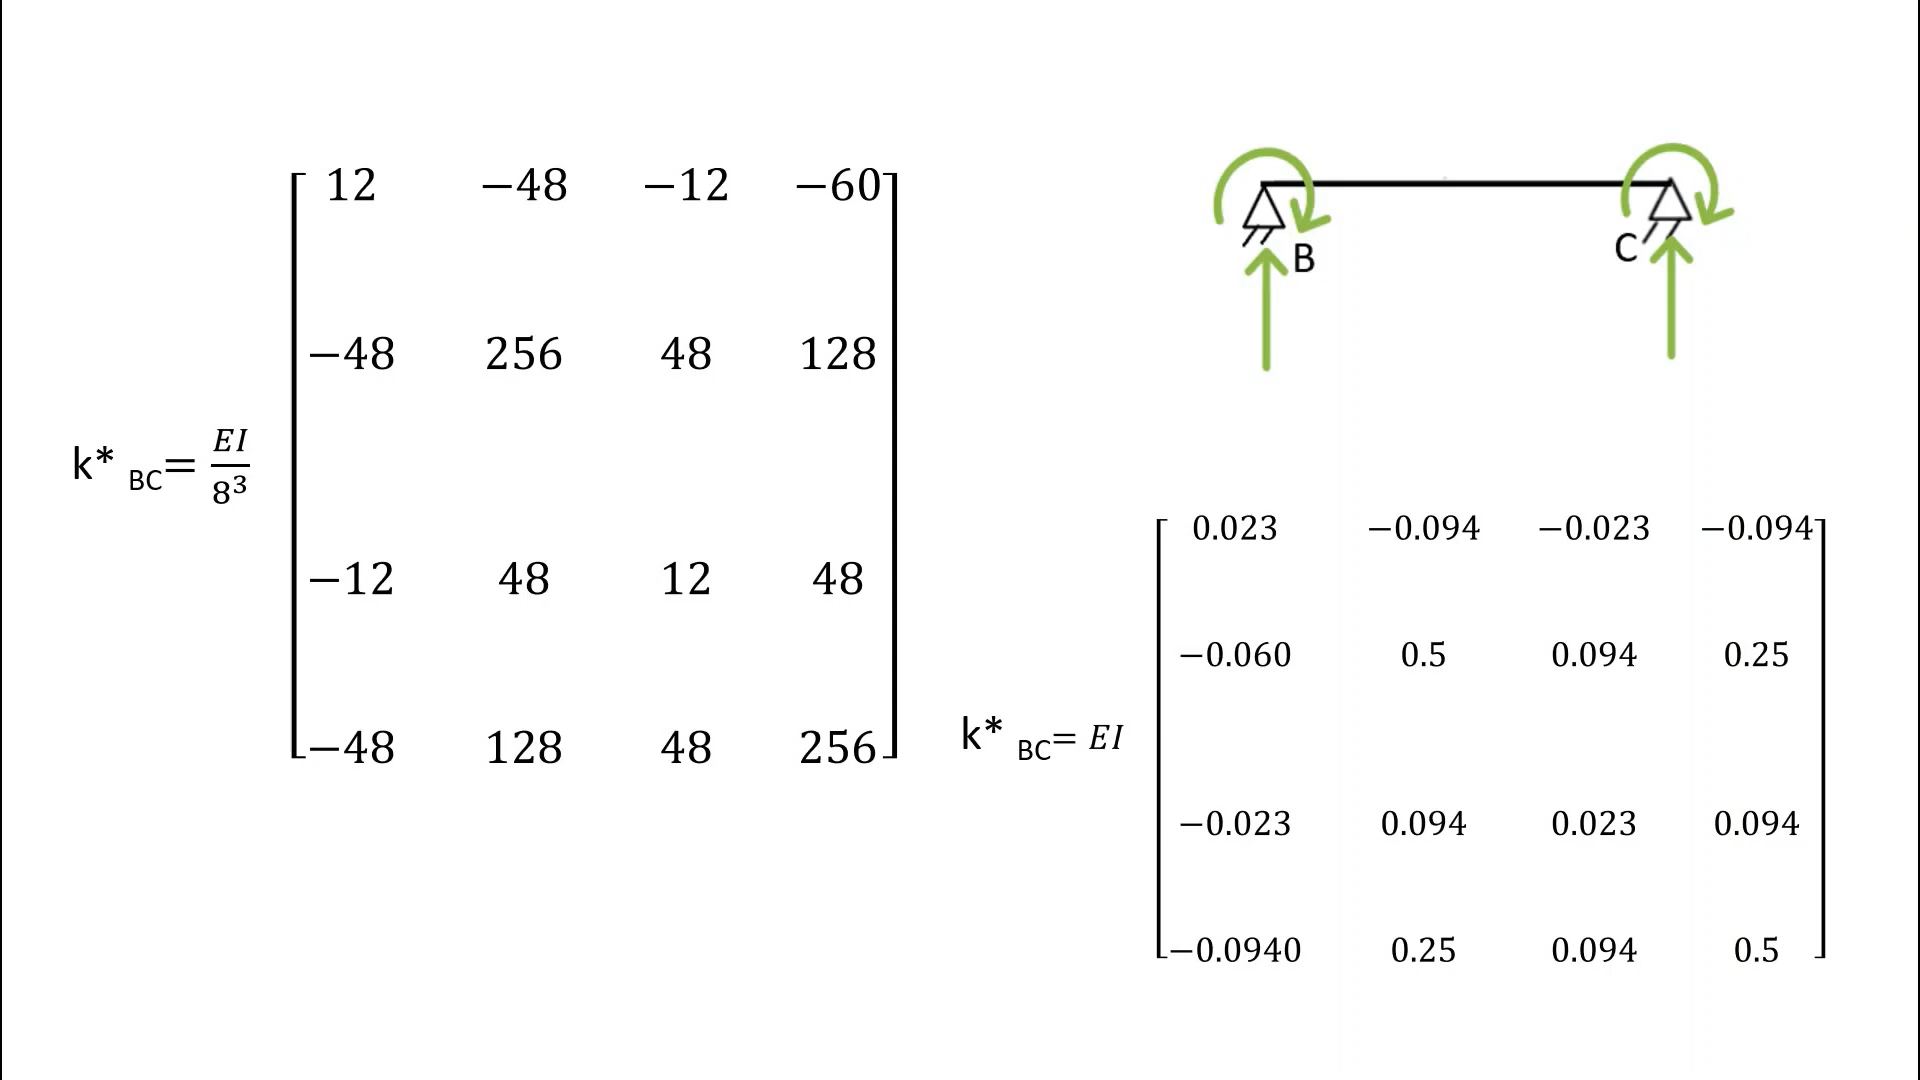 12 −48 −12 −60
−48 256 48 128
k* BC= EI/8³
−12 48 12 48
−48 128 48 256
B
C
0.023 −0.094 −0.023 −0.094
−0.060 0.5 0.094 0.25
k* BC= EI
−0.023 0.094 0.023 0.094
−0.0940 0.25 0.094 0.5